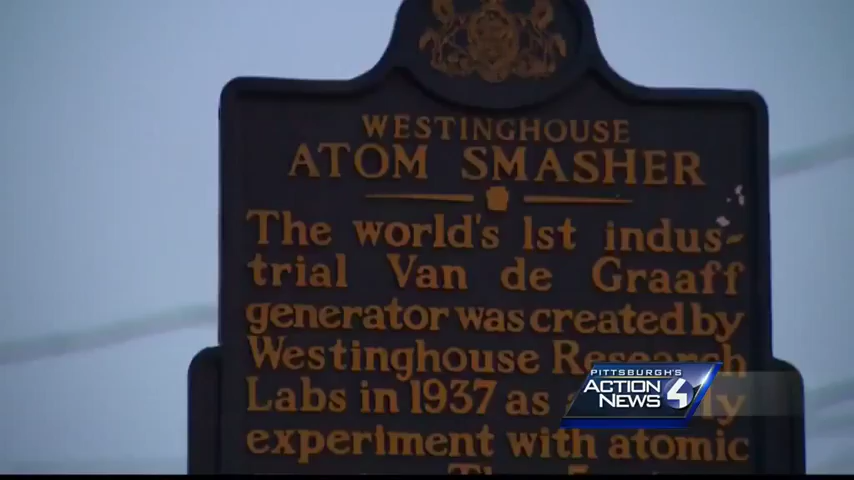 WESTINGHOUSE
ATOM SMASHER
The world's 1st indus-
trial Van de Graaff
generator was created by
Westinghouse Research
Labs in 1937 as
experiment with atomic
PITTSBURGH'S
ACTION
NEWS 4